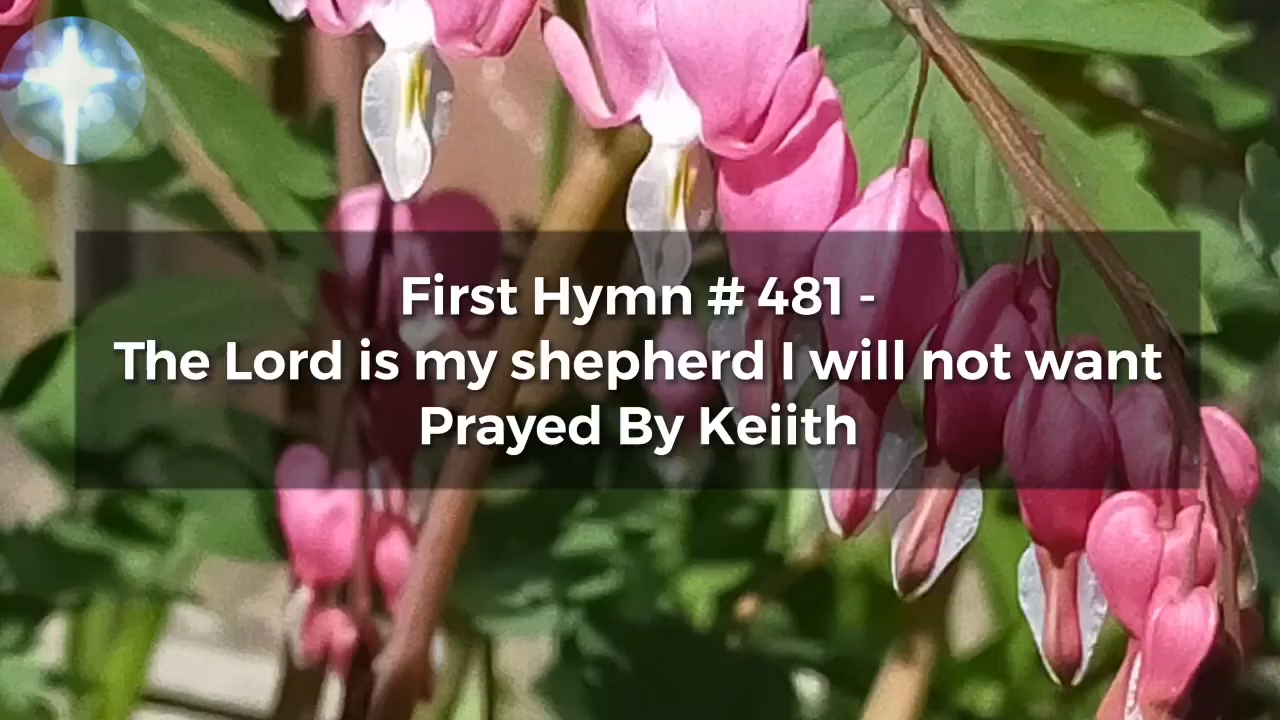 First Hymn # 481 -
The Lord is my shepherd I will not want
Prayed By Keiith